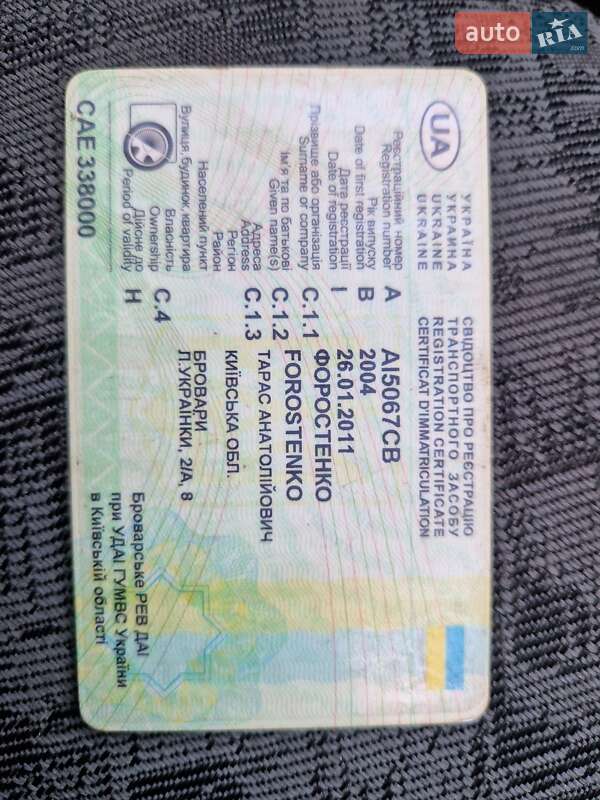 auto RIA.com
UA
УКРАЇНА
УКРАИНА
UKRAINE
UKRAINE
СВІДОЦТВО ПРО РЕЄСТРАЦІЮ
ТРАНСПОРТНОГО ЗАСОБУ
REGISTRATION CERTIFICATE
CERTIFICAT D'IMMATRICULATION
Реєстраційний номер
Registration number
A
AI5067CB
Рік випуску
Date of first registration
B
2004
Дата реєстрації
Date of registration
I
26.01.2011
Прізвище або організація
Surname or company
C.1.1
ФОРОСТЕНКО
FOROSTENKO
Ім'я та по батькові
Given name(s)
C.1.2
ТАРАС АНАТОЛІЙОВИЧ
Адреса
Address
C.1.3
Регіон
КИЇВСЬКА ОБЛ.
Район
Населений пункт
БРОВАРИ
Вулиця будинок квартира
Л.УКРАІНКИ, 2/А, 8
Власність
Ownership
C.4
Дійсне до
Period of validity
H
Броварське РЕВ ДАІ
при УДАІ ГУМВС України
в Київській області
САЕ 338000